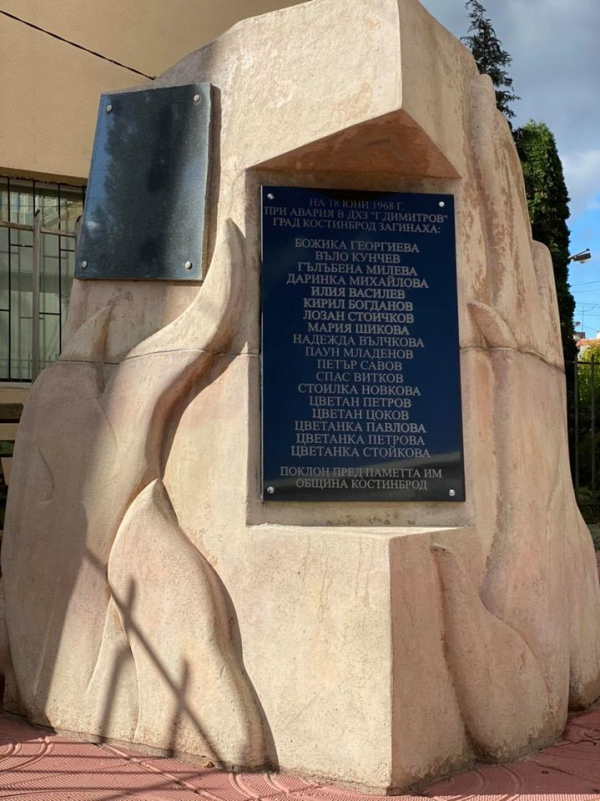 НА 18 ЮНИ 1968 Г.
ПРИ АВАРИЯ В ДХЗ "Г.ДИМИТРОВ"
ГРАД КОСТИНБРОД ЗАГИНАХА:
БОЖИКА ГЕОРГИЕВА
ВЪЛО КУНЧЕВ
ГЪЛЪБЕНА МИЛЕВА
ДАРИНКА МИХАЙЛОВА
ИЛИЯ ВАСИЛЕВ
КИРИЛ БОГДАНОВ
ЛОЗАН СТОИЧКОВ
МАРИЯ ШИКОВА
НАДЕЖДА ВЪЛЧКОВА
ПАУН МЛАДЕНОВ
ПЕТЪР САВОВ
СПАС ВИТКОВ
СТОИЛКА НОВКОВА
ЦВЕТАН ПЕТРОВ
ЦВЕТАН ЦОКОВ
ЦВЕТАНКА ПАВЛОВА
ЦВЕТАНКА ПЕТРОВА
ЦВЕТАНКА СТОЙКОВА
ПОКЛОН ПРЕД ПАМЕТТА ИМ
ОБЩИНА КОСТИНБРОД